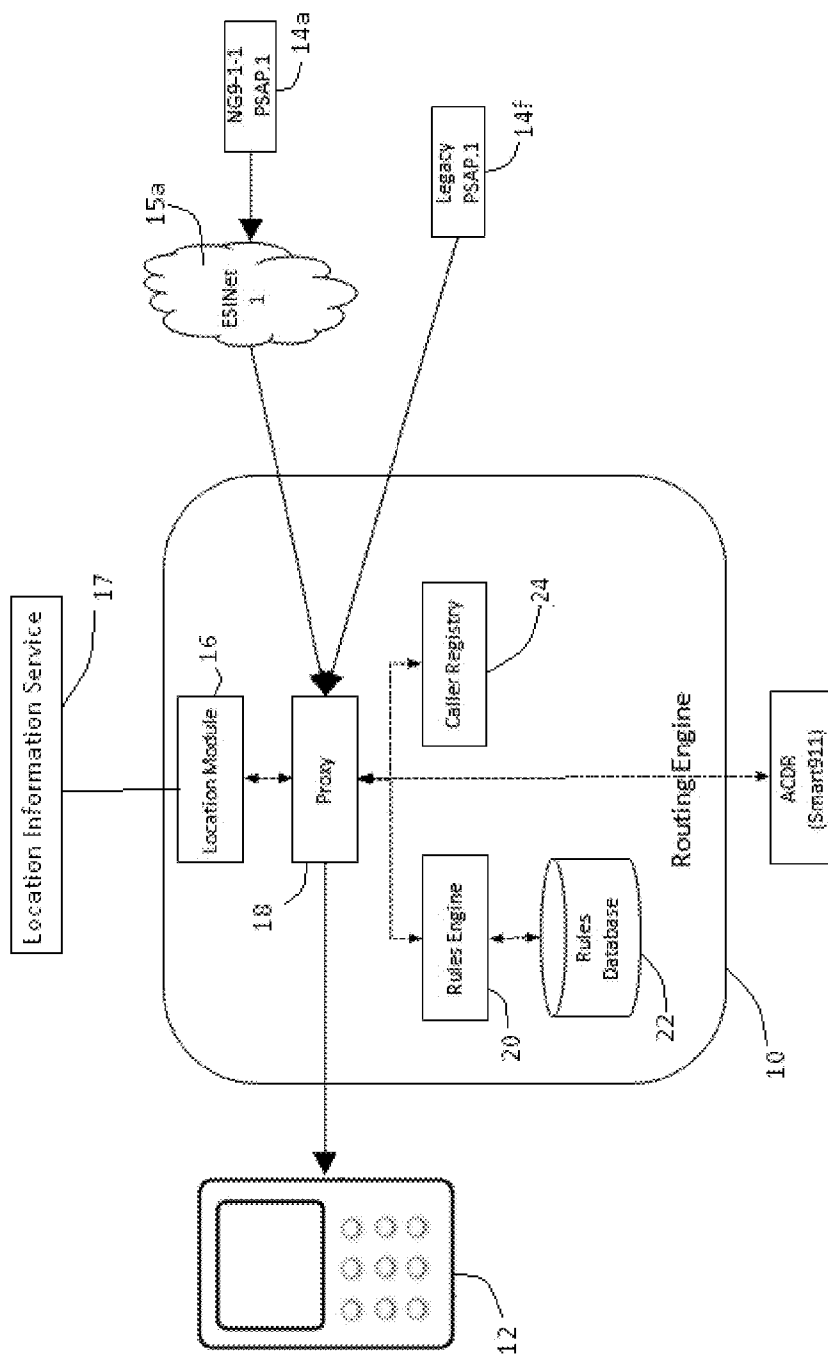 Location Information Service
17
Location Module
16
Proxy
18
Rules Engine
20
Rules
Database
22
Caller Registry
24
Routing Engine
10
12
ESINet
1
15a
NG9-1-1
PSAP.1
14a
Legacy
PSAP.1
14f
ACDB
(Smart911)